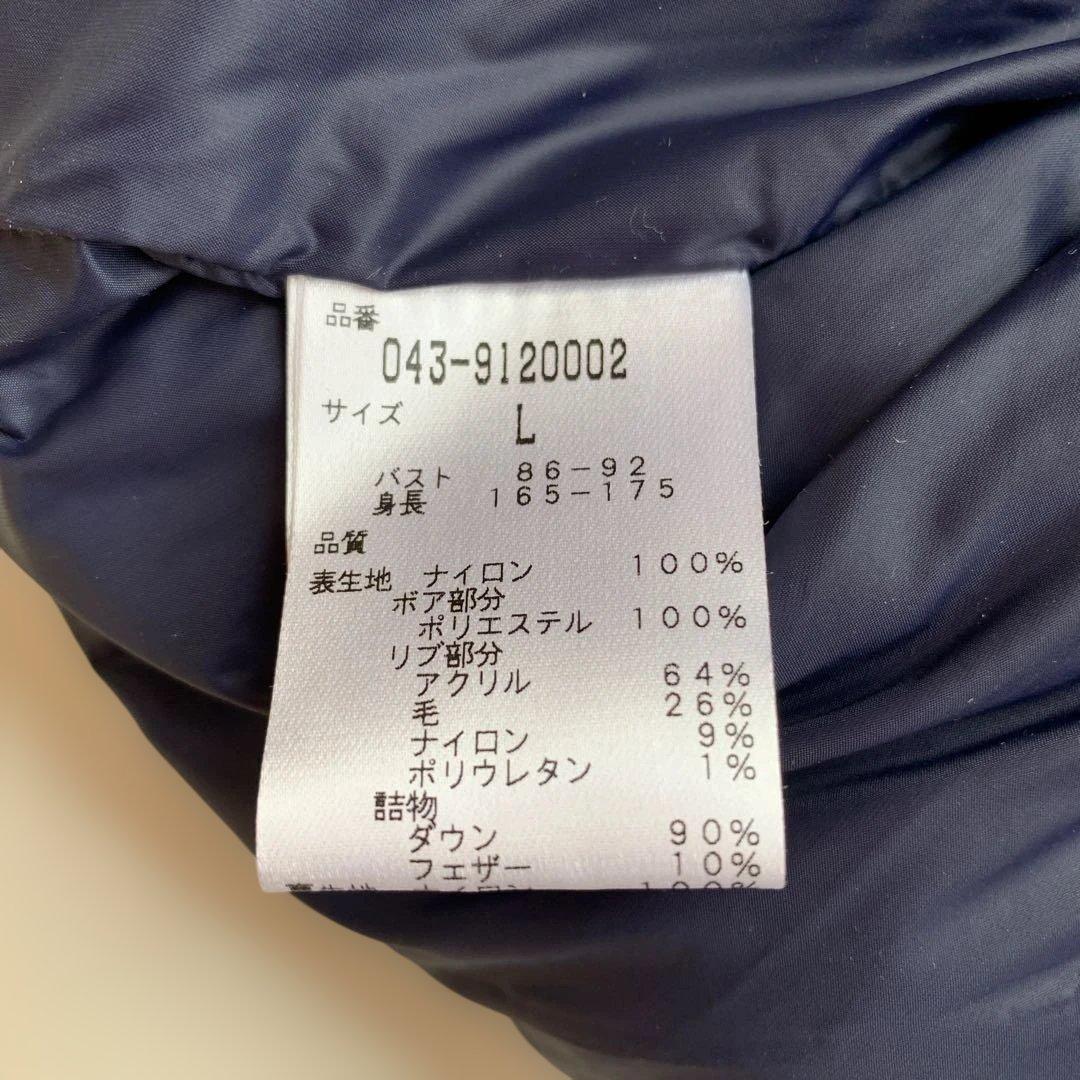 品番
043-9120002
サイズ
L
バスト 86-92
身長 165-175
品質
表生地 ナイロン 100%
ボア部分
ポリエステル 100%
リブ部分
アクリル 64%
毛 26%
ナイロン 9%
ポリウレタン 1%
詰物
ダウン 90%
フェザー 10%